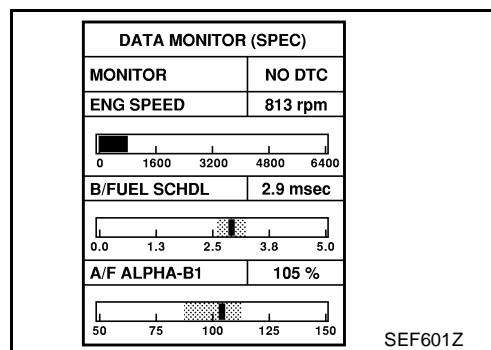 DATA MONITOR (SPEC)
MONITOR NO DTC
ENG SPEED 813 rpm
0 1600 3200 4800 6400
B/FUEL SCHDL 2.9 msec
0.0 1.3 2.5 3.8 5.0
A/F ALPHA-B1 105 %
50 75 100 125 150
SEF601Z